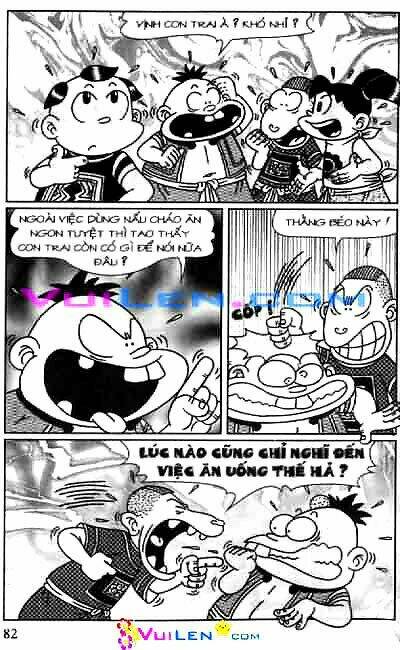 VỊNH CON TRAI À ? KHÓ NHỈ ?
NGOÀI VIỆC DÙNG NẤU CHÁO ĂN
NGON TUYỆT THÌ TAO THẤY
CON TRAI CÒN CÓ GÌ ĐỂ NÓI NỮA
ĐÂU ?
THẰNG BÉO NÀY !
VUILEN.COM
CỐP !
LÚC NÀO CŨNG CHỈ NGHĨ ĐẾN
VIỆC ĂN UỐNG THẾ HẢ ?
82
VUILEN.COM